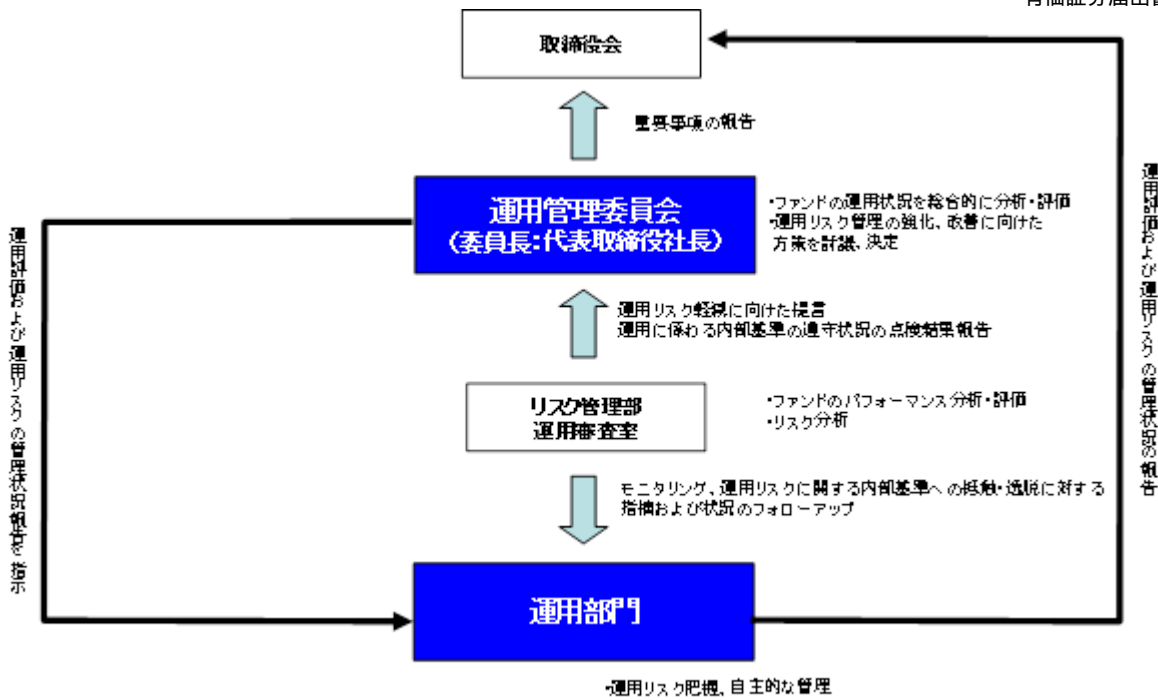 取締役会
重要事項の報告
運用管理委員会
(委員長:代表取締役社長)
・ファンドの運用状況を総合的に分析・評価
・運用リスク管理の強化、改善に向けた
方策を討議、決定
運用リスク軽減に向けた提言
運用に係わる内部基準の遵守状況の点検結果報告
リスク管理部
運用審査室
・ファンドのパフォーマンス分析・評価
・リスク分析
モニタリング、運用リスクに関する内部基準への抵触・逸脱に対する
指摘および状況のフォローアップ
運用部門
・運用リスク把握、自主的な管理
運用評価および運用リスクの管理状況報告を指示
運用評価および運用リスクの管理状況の報告